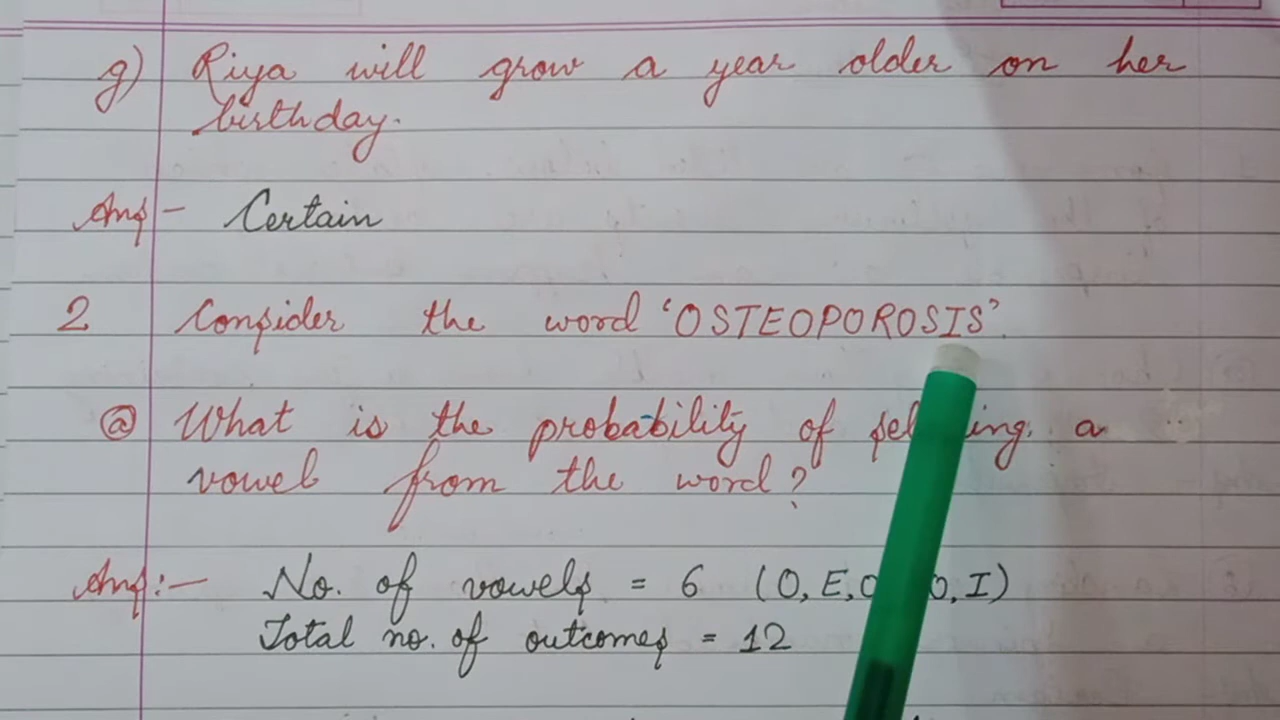 g) Riya will grow a year older on her
birthday.
Ans - Certain
2 Consider the word 'OSTEOPOROSIS'.
(a) What is the probability of a
vowel from the word?
Ans:- No. of vowels = 6 (O, E, O, I)
Total no. of outcomes = 12